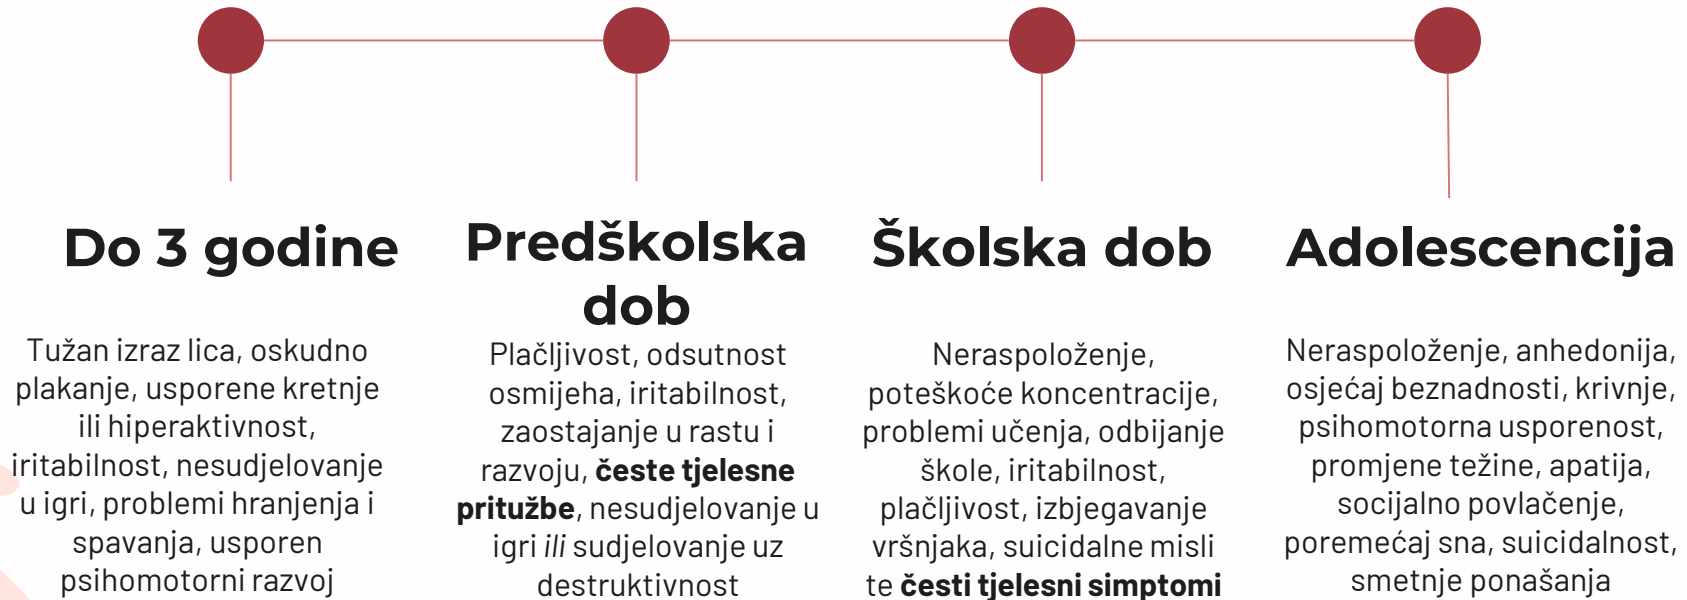 Do 3 godine
Tužan izraz lica, oskudno
plakanje, usporene kretnje
ili hiperaktivnost,
iritabilnost, nesudjelovanje
u igri, problemi hranjenja i
spavanja, usporen
psihomotorni razvoj
Predškolska
dob
Plačljivost, odsutnost
osmijeha, iritabilnost,
zaostajanje u rastu i
razvoju, česte tjelesne
pritužbe, nesudjelovanje u
igri ili sudjelovanje uz
destruktivnost
Školska dob
Neraspoloženje,
poteškoće koncentracije,
problemi učenja, odbijanje
škole, iritabilnost,
plačljivost, izbjegavanje
vršnjaka, suicidalne misli
te česti tjelesni simptomi
Adolescencija
Neraspoloženje, anhedonija,
osjećaj beznadnosti, krivnje,
psihomotorna usporenost,
promjene težine, apatija,
socijalno povlačenje,
poremećaj sna, suicidalnost,
smetnje ponašanja